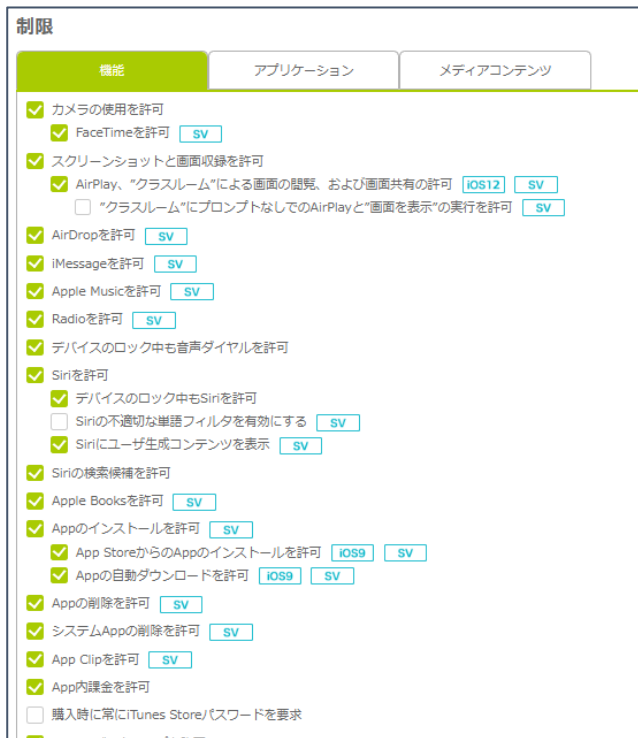 制限
機能 アプリケーション メディアコンテンツ
カメラの使用を許可
FaceTimeを許可 SV
スクリーンショットと画面収録を許可
AirPlay、"クラスルーム"による画面の閲覧、および画面共有の許可 iOS12 SV
"クラスルーム"にプロンプトなしでのAirPlayと"画面を表示"の実行を許可 SV
AirDropを許可 SV
iMessageを許可 SV
Apple Musicを許可 SV
Radioを許可 SV
デバイスのロック中も音声ダイヤルを許可
Siriを許可
デバイスのロック中もSiriを許可
Siriの不適切な単語フィルタを有効にする SV
Siriにユーザ生成コンテンツを表示 SV
Siriの検索候補を許可
Apple Booksを許可 SV
Appのインストールを許可 SV
App StoreからのAppのインストールを許可 iOS9 SV
Appの自動ダウンロードを許可 iOS9 SV
Appの削除を許可 SV
システムAppの削除を許可 SV
App Clipを許可 SV
App内課金を許可
購入時に常にiTunes Storeパスワードを要求